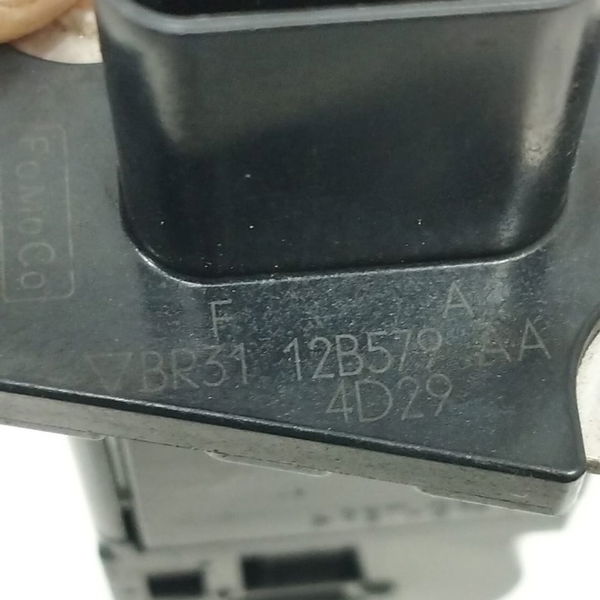 FoMoCo
F A
▽BR31 12B579 AA
4D29